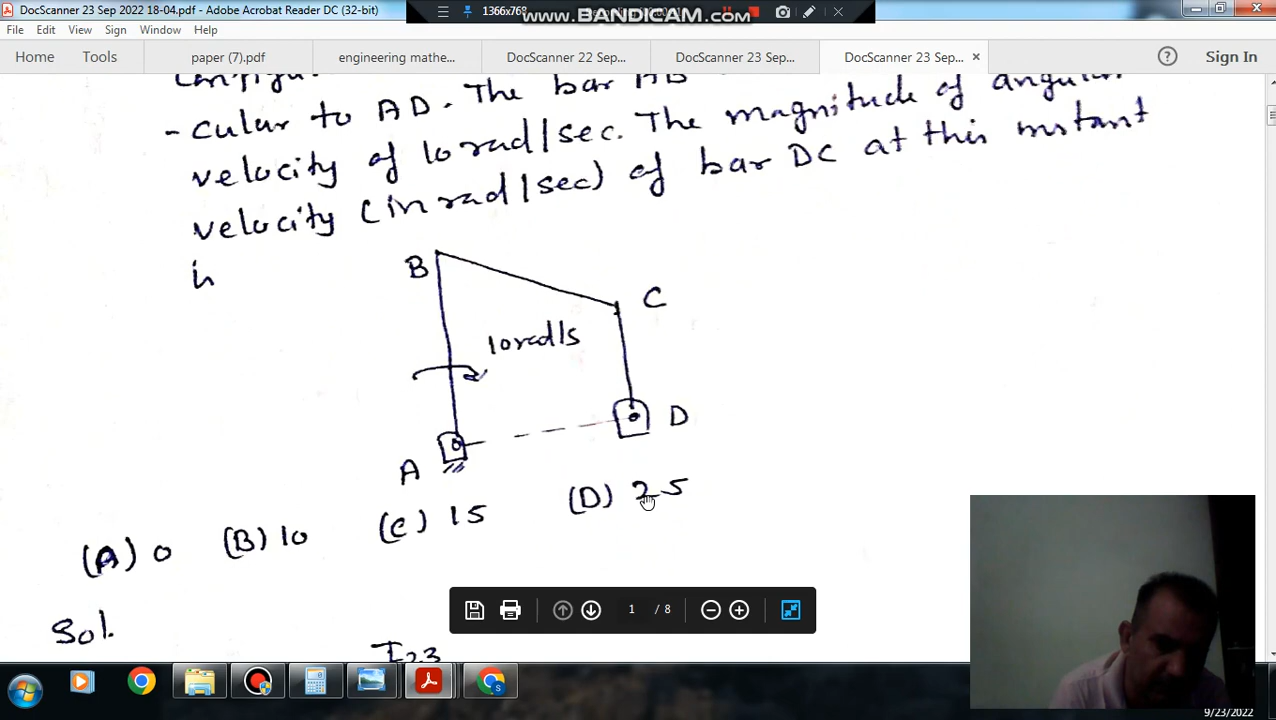 DocScanner 23 Sep 2022 18-04.pdf - Adobe Acrobat Reader DC (32-bit)
1366x768
www.BANDICAM.com
File Edit View Sign Window Help
Home Tools paper (7).pdf engineering mathe... DocScanner 22 Sep... DocScanner 23 Sep... DocScanner 23 Sep... Sign In
- cular to AD. The bar AB
velocity of 10 rad/sec. The magnitude of angular
velocity (in rad/sec) of bar DC at this instant
is
B
C
10 rad/s
D
A
(A) 0 (B) 10 (C) 15 (D) 25
Sol.
1 / 8
I23
9/23/2022